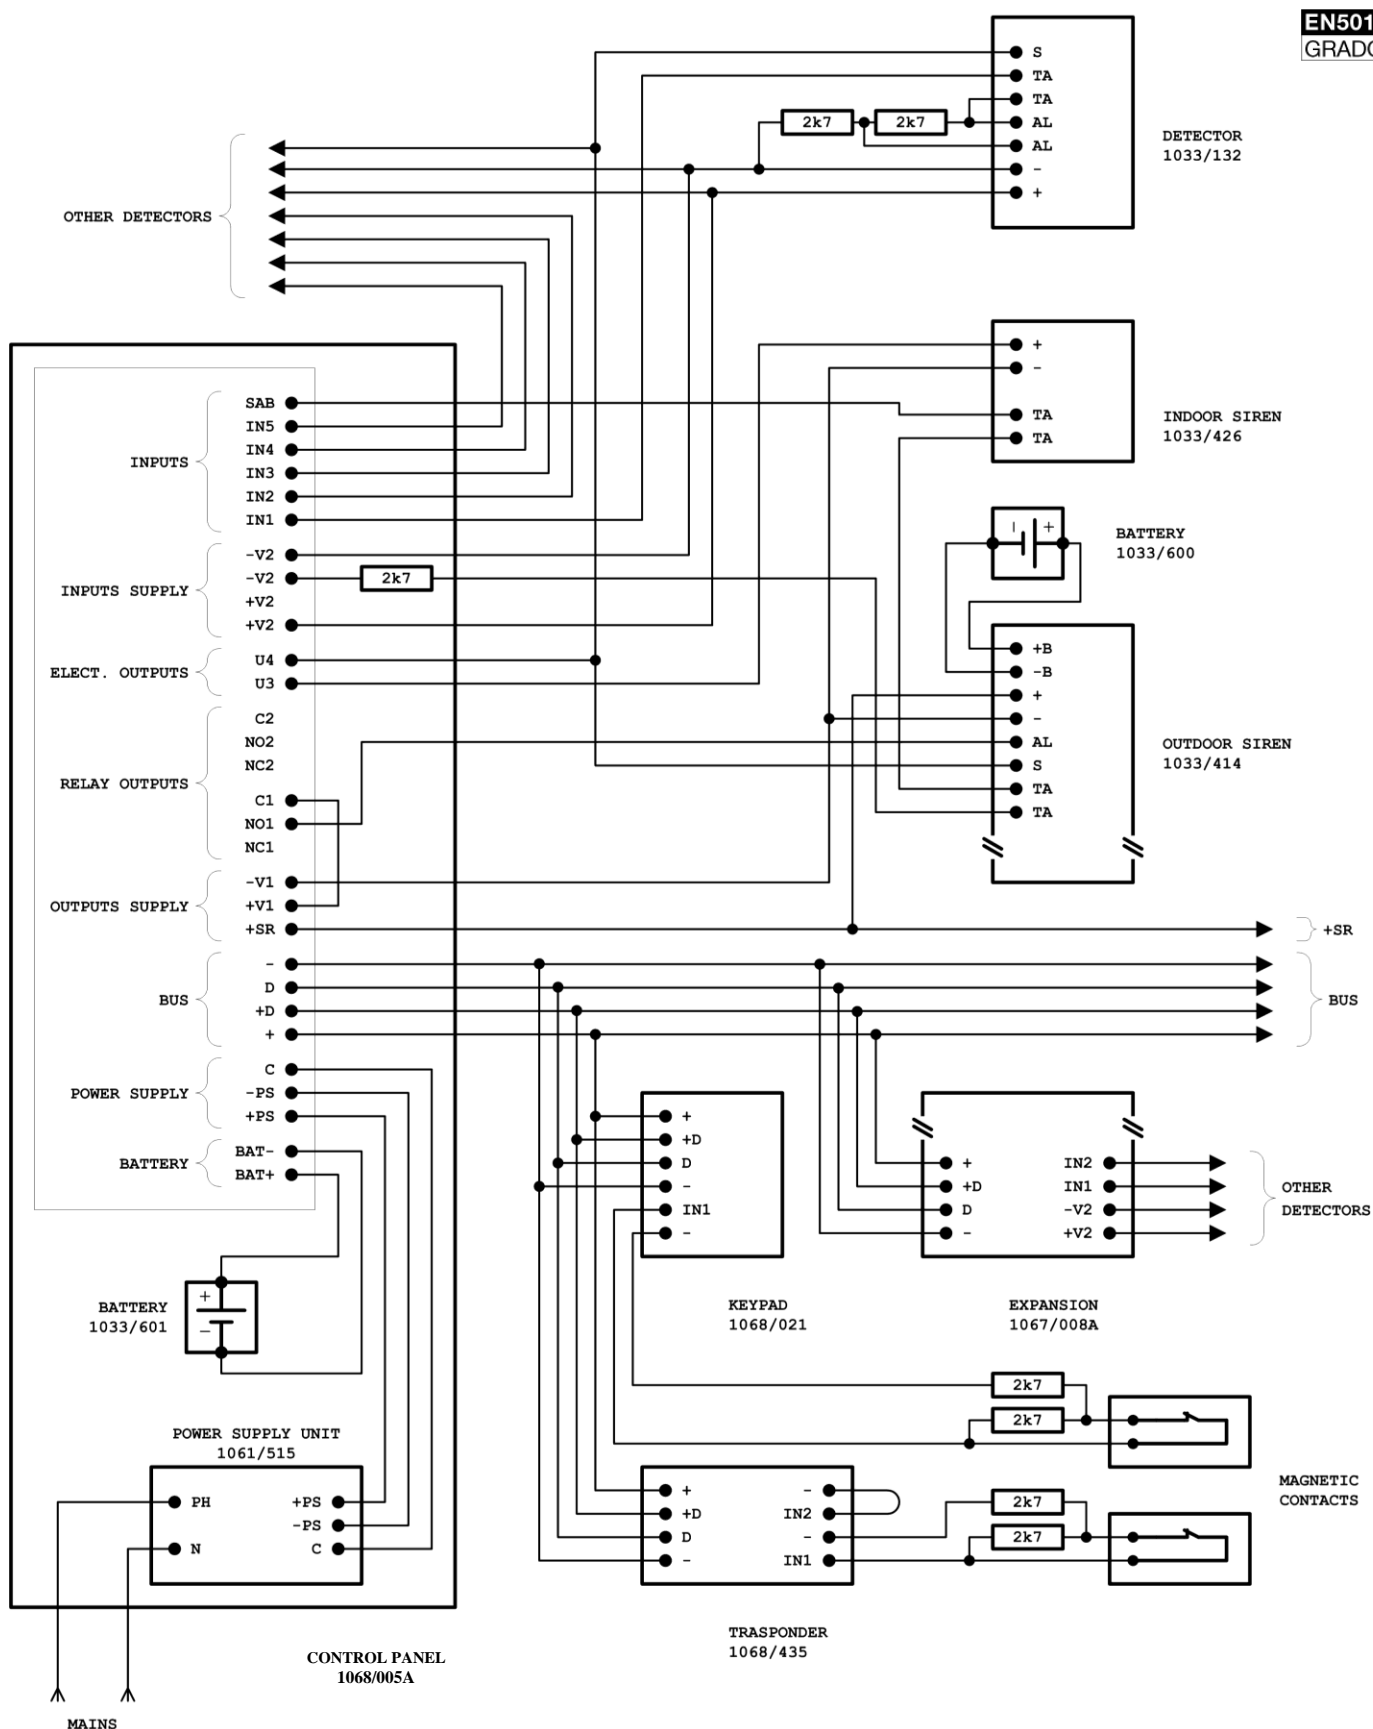 EN501
GRADO
S
TA
TA
2k7
2k7
AL
AL
-
+
DETECTOR
1033/132
OTHER DETECTORS
+
-
TA
TA
INDOOR SIREN
1033/426
SAB
IN5
IN4
INPUTS
IN3
IN2
IN1
- +
BATTERY
1033/600
-V2
-V2
2k7
INPUTS SUPPLY
+V2
+V2
U4
ELECT. OUTPUTS
U3
+B
-B
+
-
AL
S
TA
TA
OUTDOOR SIREN
1033/414
C2
NO2
NC2
RELAY OUTPUTS
C1
NO1
NC1
-V1
OUTPUTS SUPPLY
+V1
+SR
+SR
-
D
BUS
+D
+
BUS
C
POWER SUPPLY
-PS
+PS
BAT-
BATTERY
BAT+
+
+D
D
-
IN1
-
KEYPAD
1068/021
+
+D
D
-
IN2
IN1
-V2
+V2
OTHER
DETECTORS
EXPANSION
1067/008A
+
-
BATTERY
1033/601
2k7
2k7
POWER SUPPLY UNIT
1061/515
PH
N
+PS
-PS
C
+
+D
D
-
-
IN2
-
IN1
2k7
2k7
MAGNETIC
CONTACTS
TRASPONDER
1068/435
CONTROL PANEL
1068/005A
MAINS